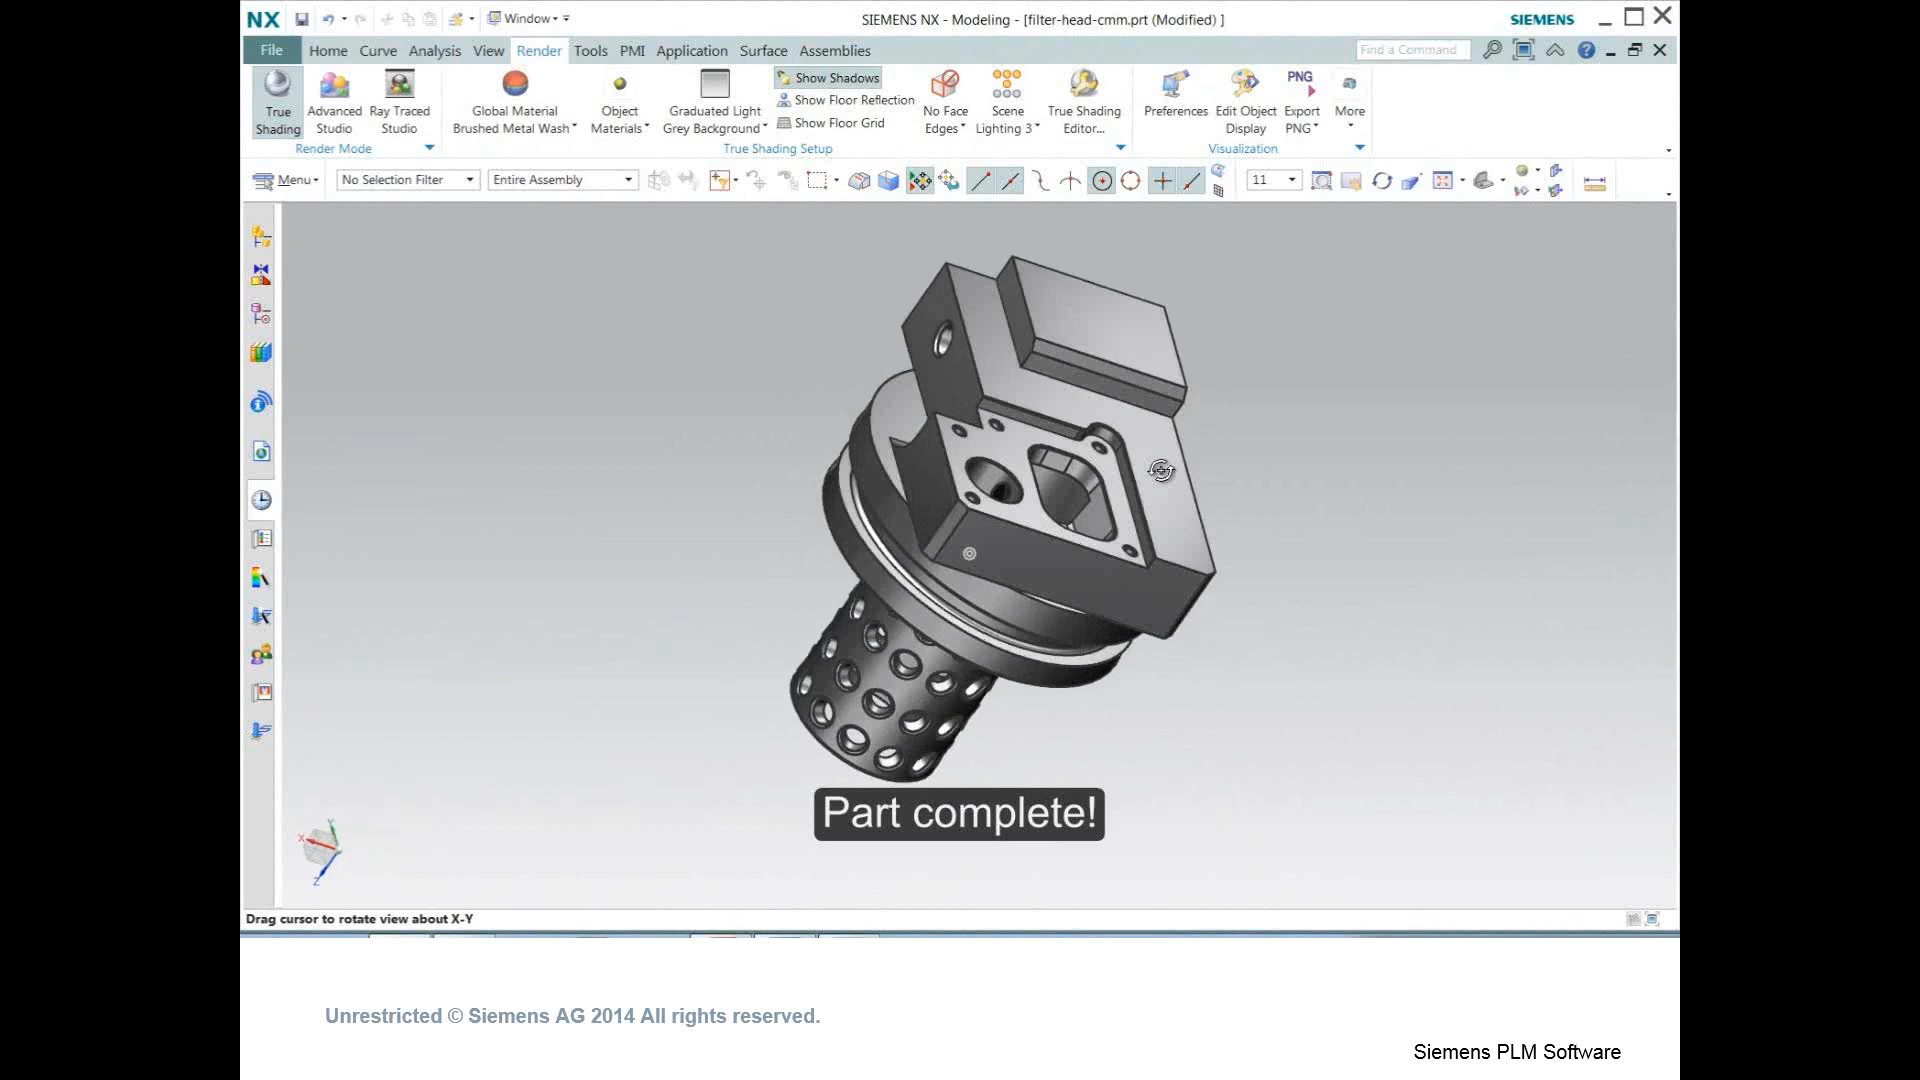 NX Window SIEMENS NX - Modeling - [filter-head-cmm.prt (Modified) ] SIEMENS
File Home Curve Analysis View Render Tools PMI Application Surface Assemblies Find a Command
True Shading
Advanced Studio
Ray Traced Studio
Render Mode
Global Material Brushed Metal Wash
Object Materials
Graduated Light Grey Background
Show Shadows
Show Floor Reflection
Show Floor Grid
No Face Edges
Scene Lighting 3
True Shading Editor...
True Shading Setup
Preferences
Edit Object Display
PNG
Export PNG
More
Visualization
Menu No Selection Filter Entire Assembly 11
Part complete!
X Y Z
Drag cursor to rotate view about X-Y
Unrestricted © Siemens AG 2014 All rights reserved.
Siemens PLM Software